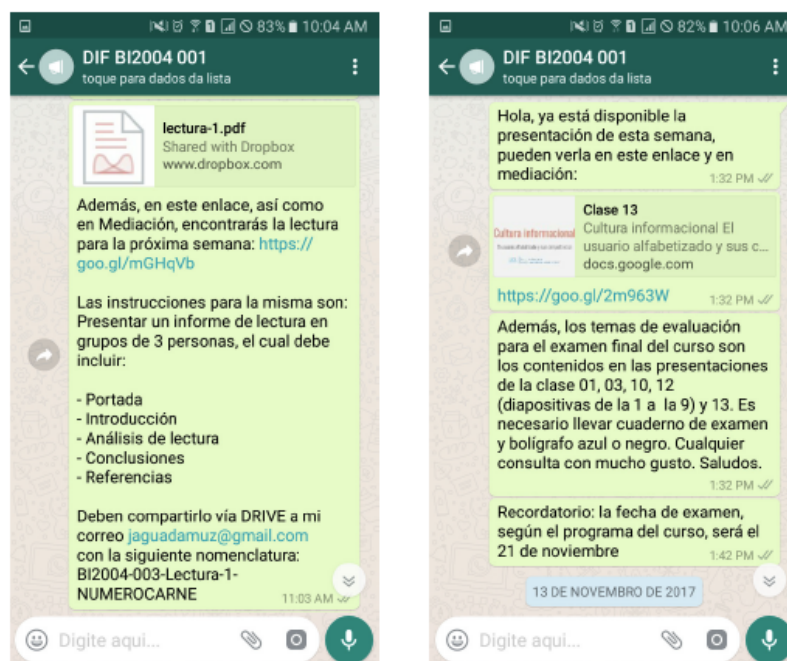 83% 10:04 AM
DIF BI2004 001
toque para dados da lista
lectura-1.pdf
Shared with Dropbox
www.dropbox.com
Además, en este enlace, así como
en Mediación, encontrarás la lectura
para la próxima semana: https://
goo.gl/mGHqVb
Las instrucciones para la misma son:
Presentar un informe de lectura en
grupos de 3 personas, el cual debe
incluir:
- Portada
- Introducción
- Análisis de lectura
- Conclusiones
- Referencias
Deben compartirlo vía DRIVE a mi
correo jaguadamuz@gmail.com
con la siguiente nomenclatura:
BI2004-003-Lectura-1-
NUMEROCARNE
11:03 AM
Digite aqui...
82% 10:06 AM
DIF BI2004 001
toque para dados da lista
Hola, ya está disponible la
presentación de esta semana,
pueden verla en este enlace y en
mediación:
1:32 PM
Cultura informacional
Clase 13
Cultura informacional El
usuario alfabetizado y sus c...
docs.google.com
https://goo.gl/2m963W
1:32 PM
Además, los temas de evaluación
para el examen final del curso son
los contenidos en las presentaciones
de la clase 01, 03, 10, 12
(diapositivas de la 1 a la 9) y 13. Es
necesario llevar cuaderno de examen
y bolígrafo azul o negro. Cualquier
consulta con mucho gusto. Saludos.
1:32 PM
Recordatorio: la fecha de examen,
según el programa del curso, será el
21 de noviembre
1:42 PM
13 DE NOVEMBRO DE 2017
Digite aqui...